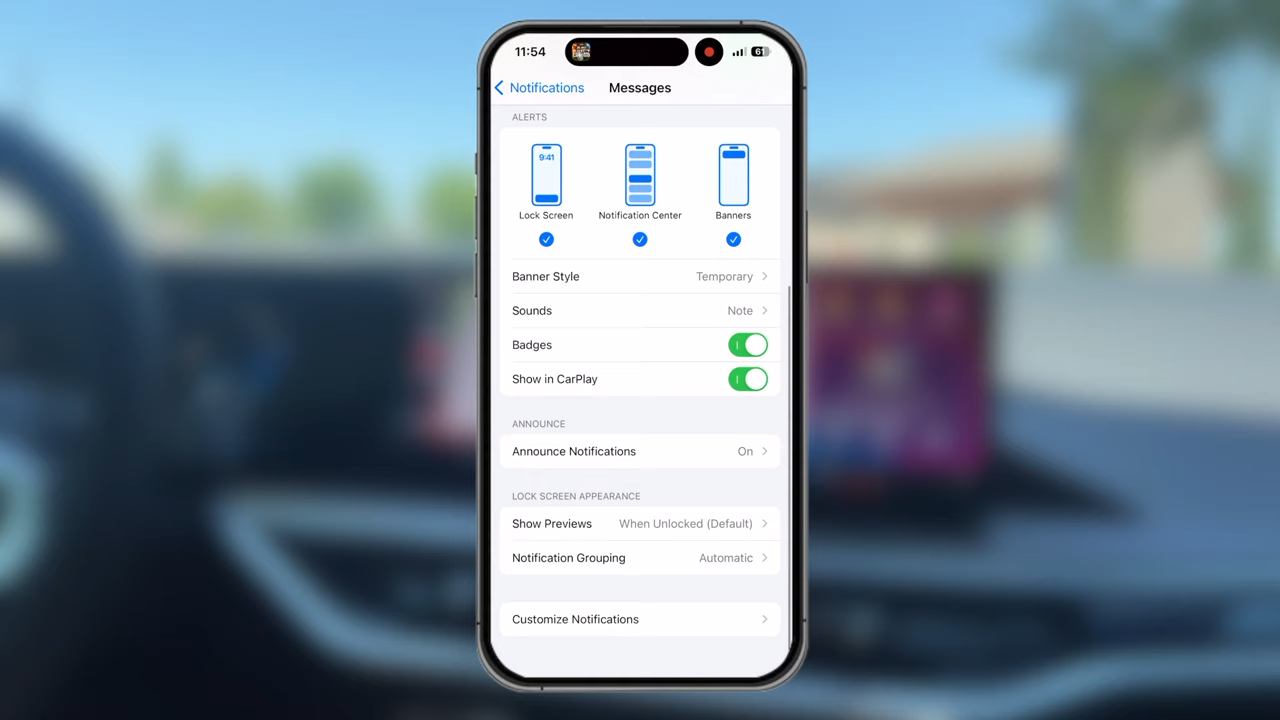 11:54
61
Notifications
Messages
ALERTS
9:41
Lock Screen
Notification Center
Banners
Banner Style
Temporary
Sounds
Note
Badges
Show in CarPlay
ANNOUNCE
Announce Notifications
On
LOCK SCREEN APPEARANCE
Show Previews
When Unlocked (Default)
Notification Grouping
Automatic
Customize Notifications